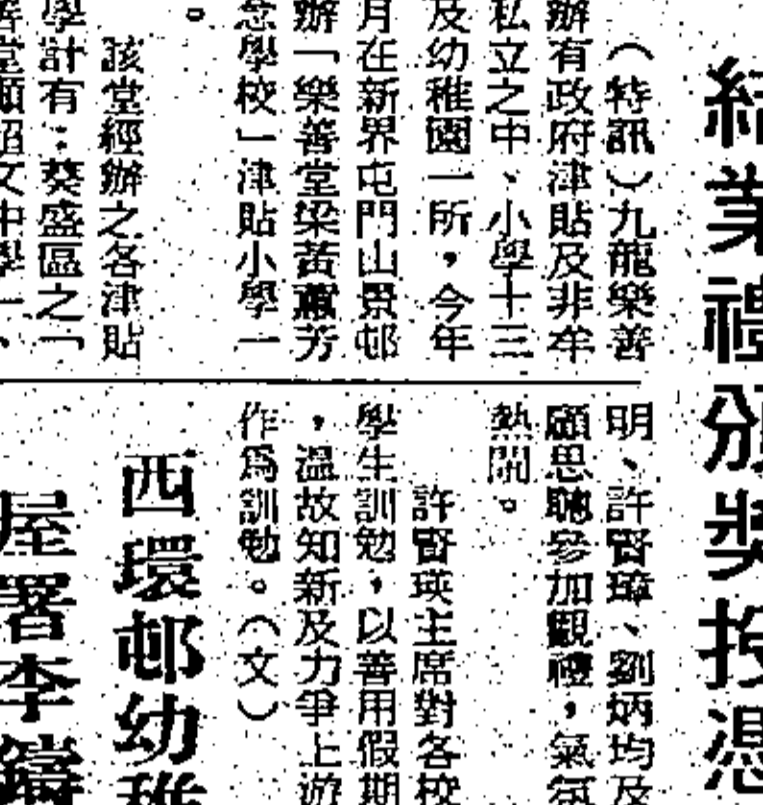 結業禮頒獎投憑
（特訊）九龍樂善
辦有政府津貼及非牟
私立之中、小學十三
及幼稚園一所，今年
月在新界屯門山景邨
辦「樂善堂梁黃蕙芳
念學校」津貼小學一
。
該堂經辦之各津貼
學計有：葵盛區之「
善堂顧超文中學一、
明、許賢璋、劉炳均及
顧思聰參加觀禮，氣氛
熱鬧。
許賢瑛主席對各校
學生訓勉，以善用假期
，溫故知新及力爭上游
作爲訓勉。（文）
西環邨幼稚
屋署李鑄